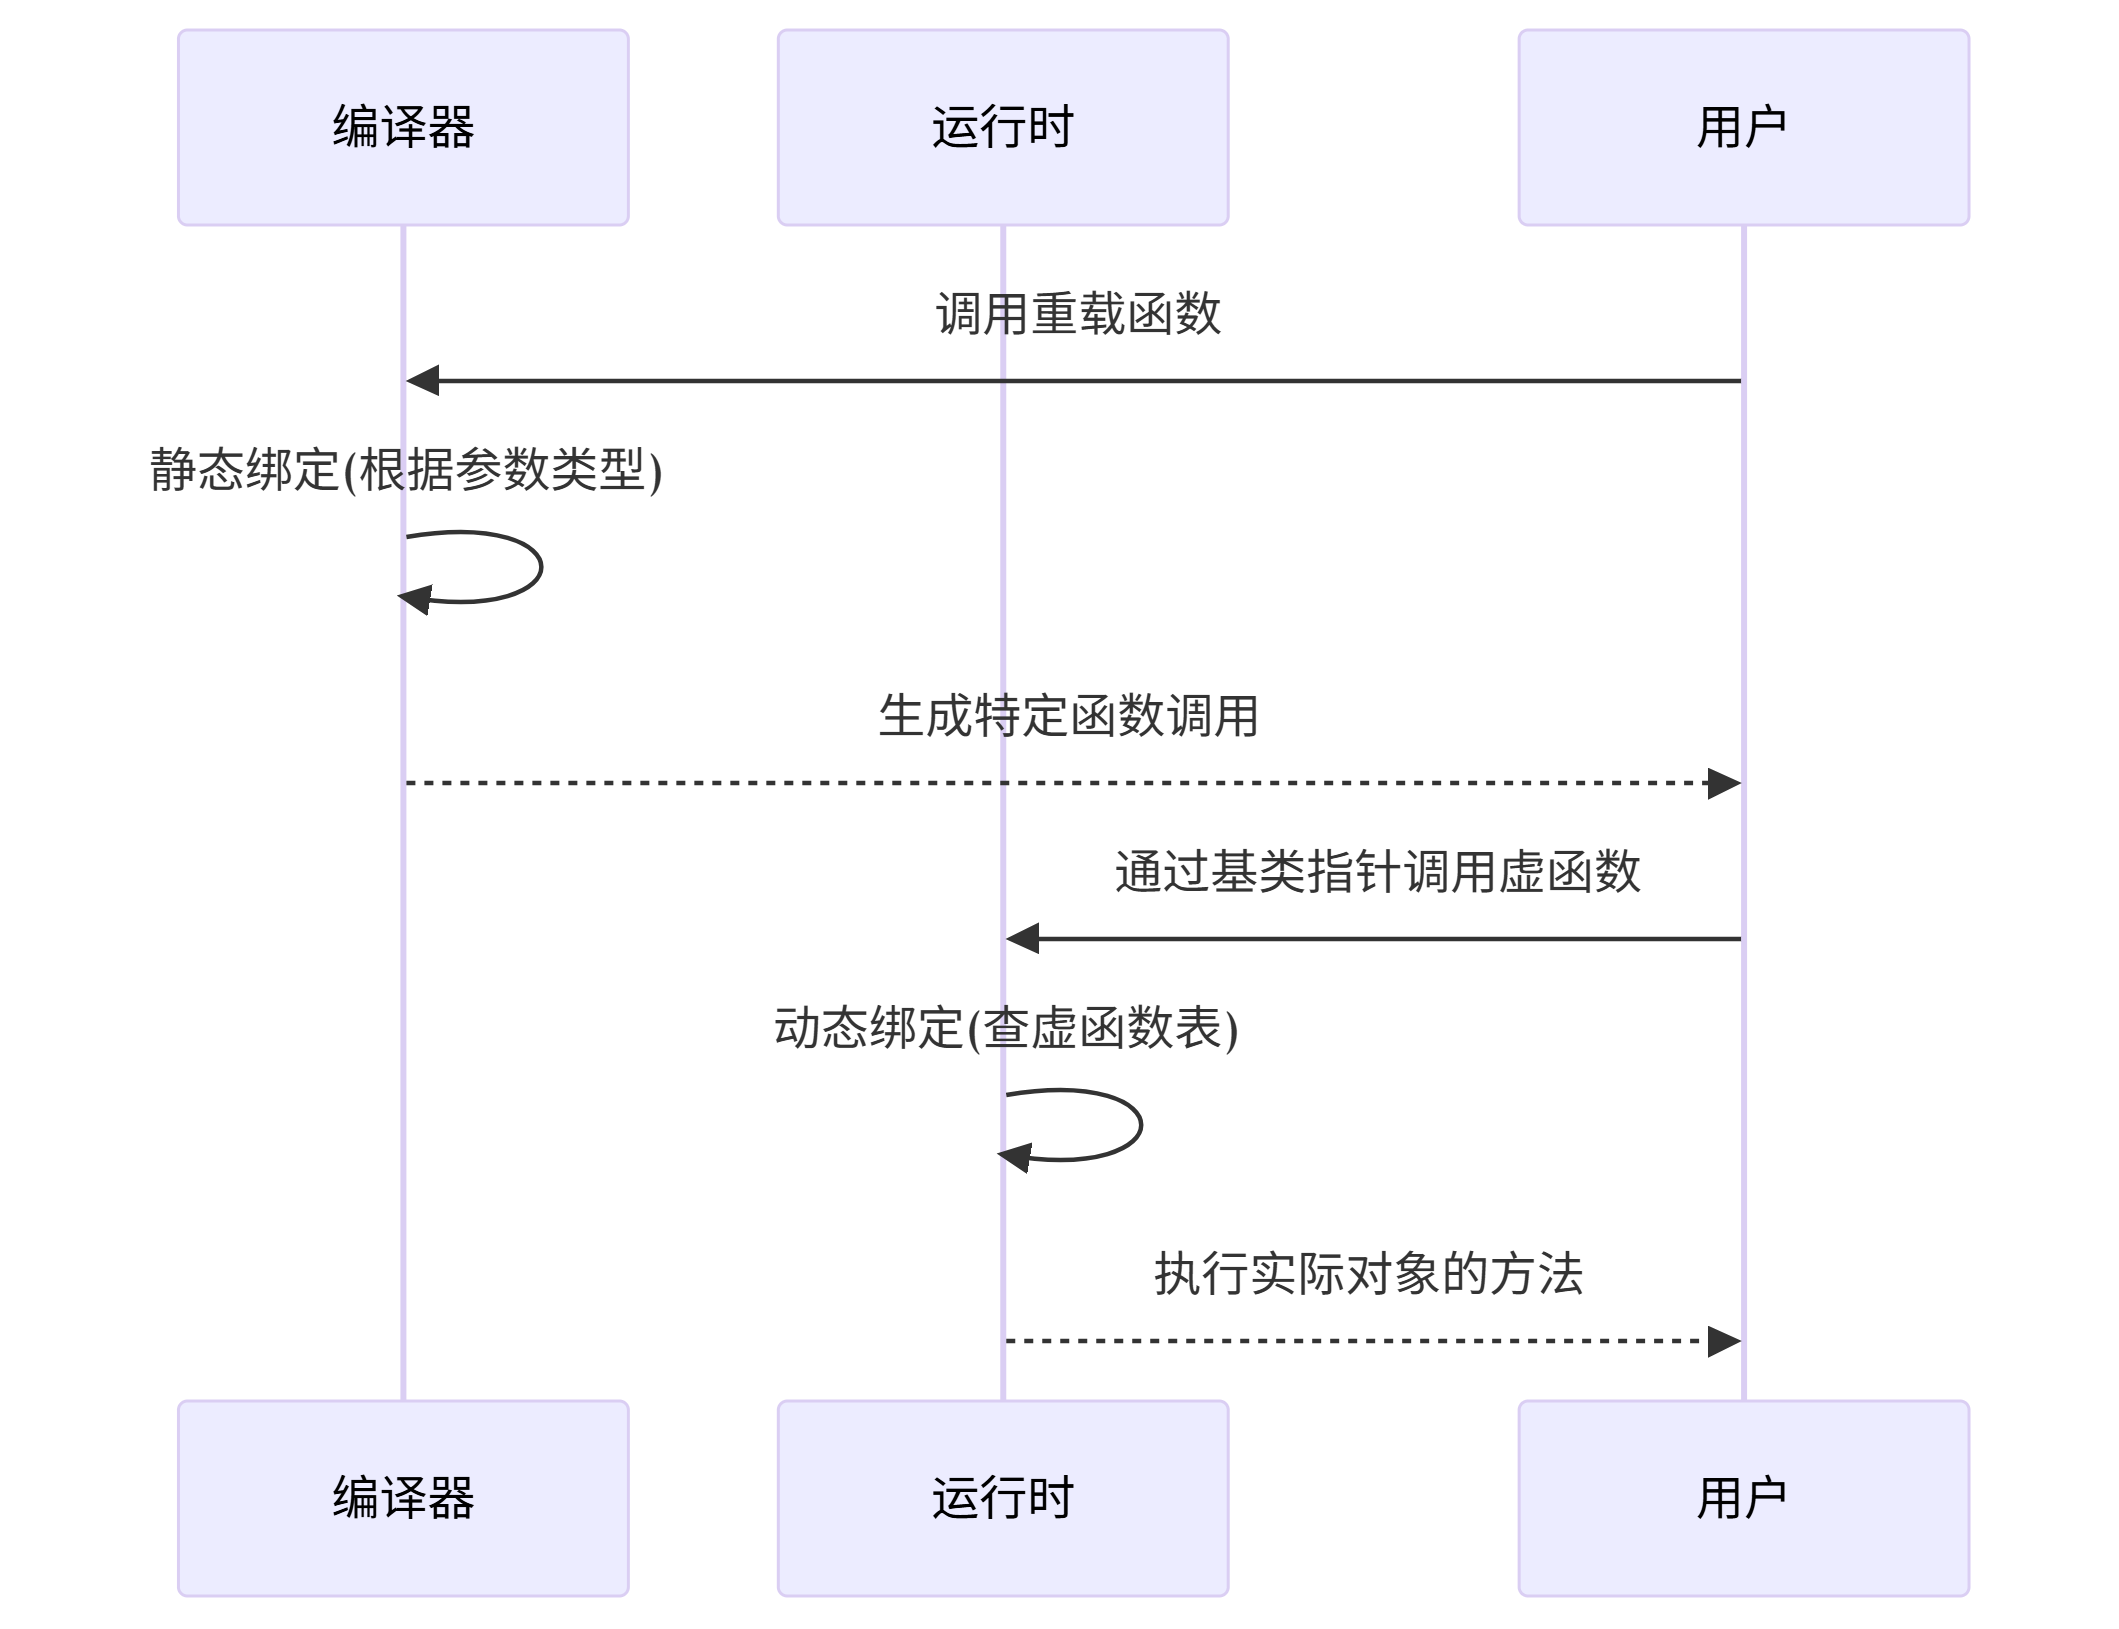 编译器
运行时
用户
调用重载函数
静态绑定(根据参数类型)
生成特定函数调用
通过基类指针调用虚函数
动态绑定(查虚函数表)
执行实际对象的方法
编译器
运行时
用户